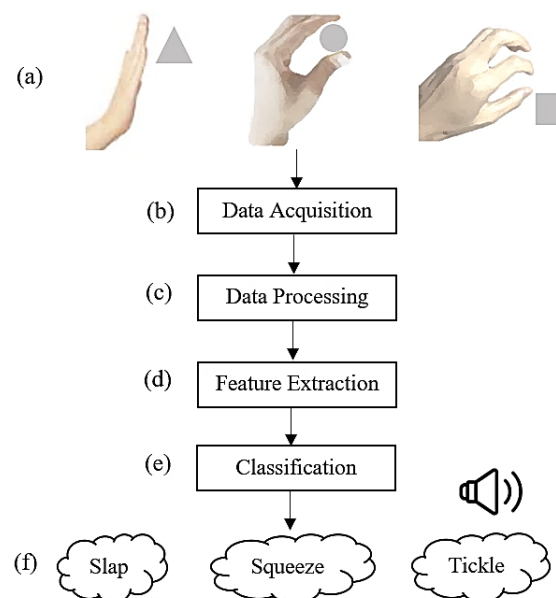 (a)
(b) Data Acquisition
(c) Data Processing
(d) Feature Extraction
(e) Classification
(f) Slap Squeeze Tickle